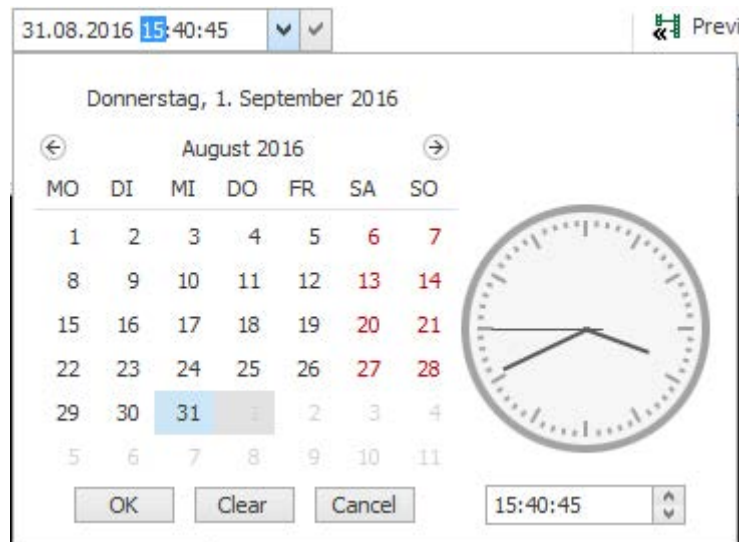 31.08.2016 15:40:45
Previ
Donnerstag, 1. September 2016
August 2016
MO DI MI DO FR SA SO
1 2 3 4 5 6 7
8 9 10 11 12 13 14
15 16 17 18 19 20 21
22 23 24 25 26 27 28
29 30 31 1 2 3 4
5 6 7 8 9 10 11
OK Clear Cancel 15:40:45